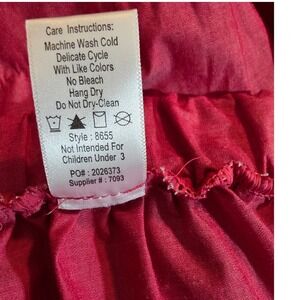 Care Instructions:
Machine Wash Cold
Delicate Cycle
With Like Colors
No Bleach
Hang Dry
Do Not Dry-Clean
Style : 8655
Not Intended For
Children Under 3
PO# : 2026373
Supplier # : 7093